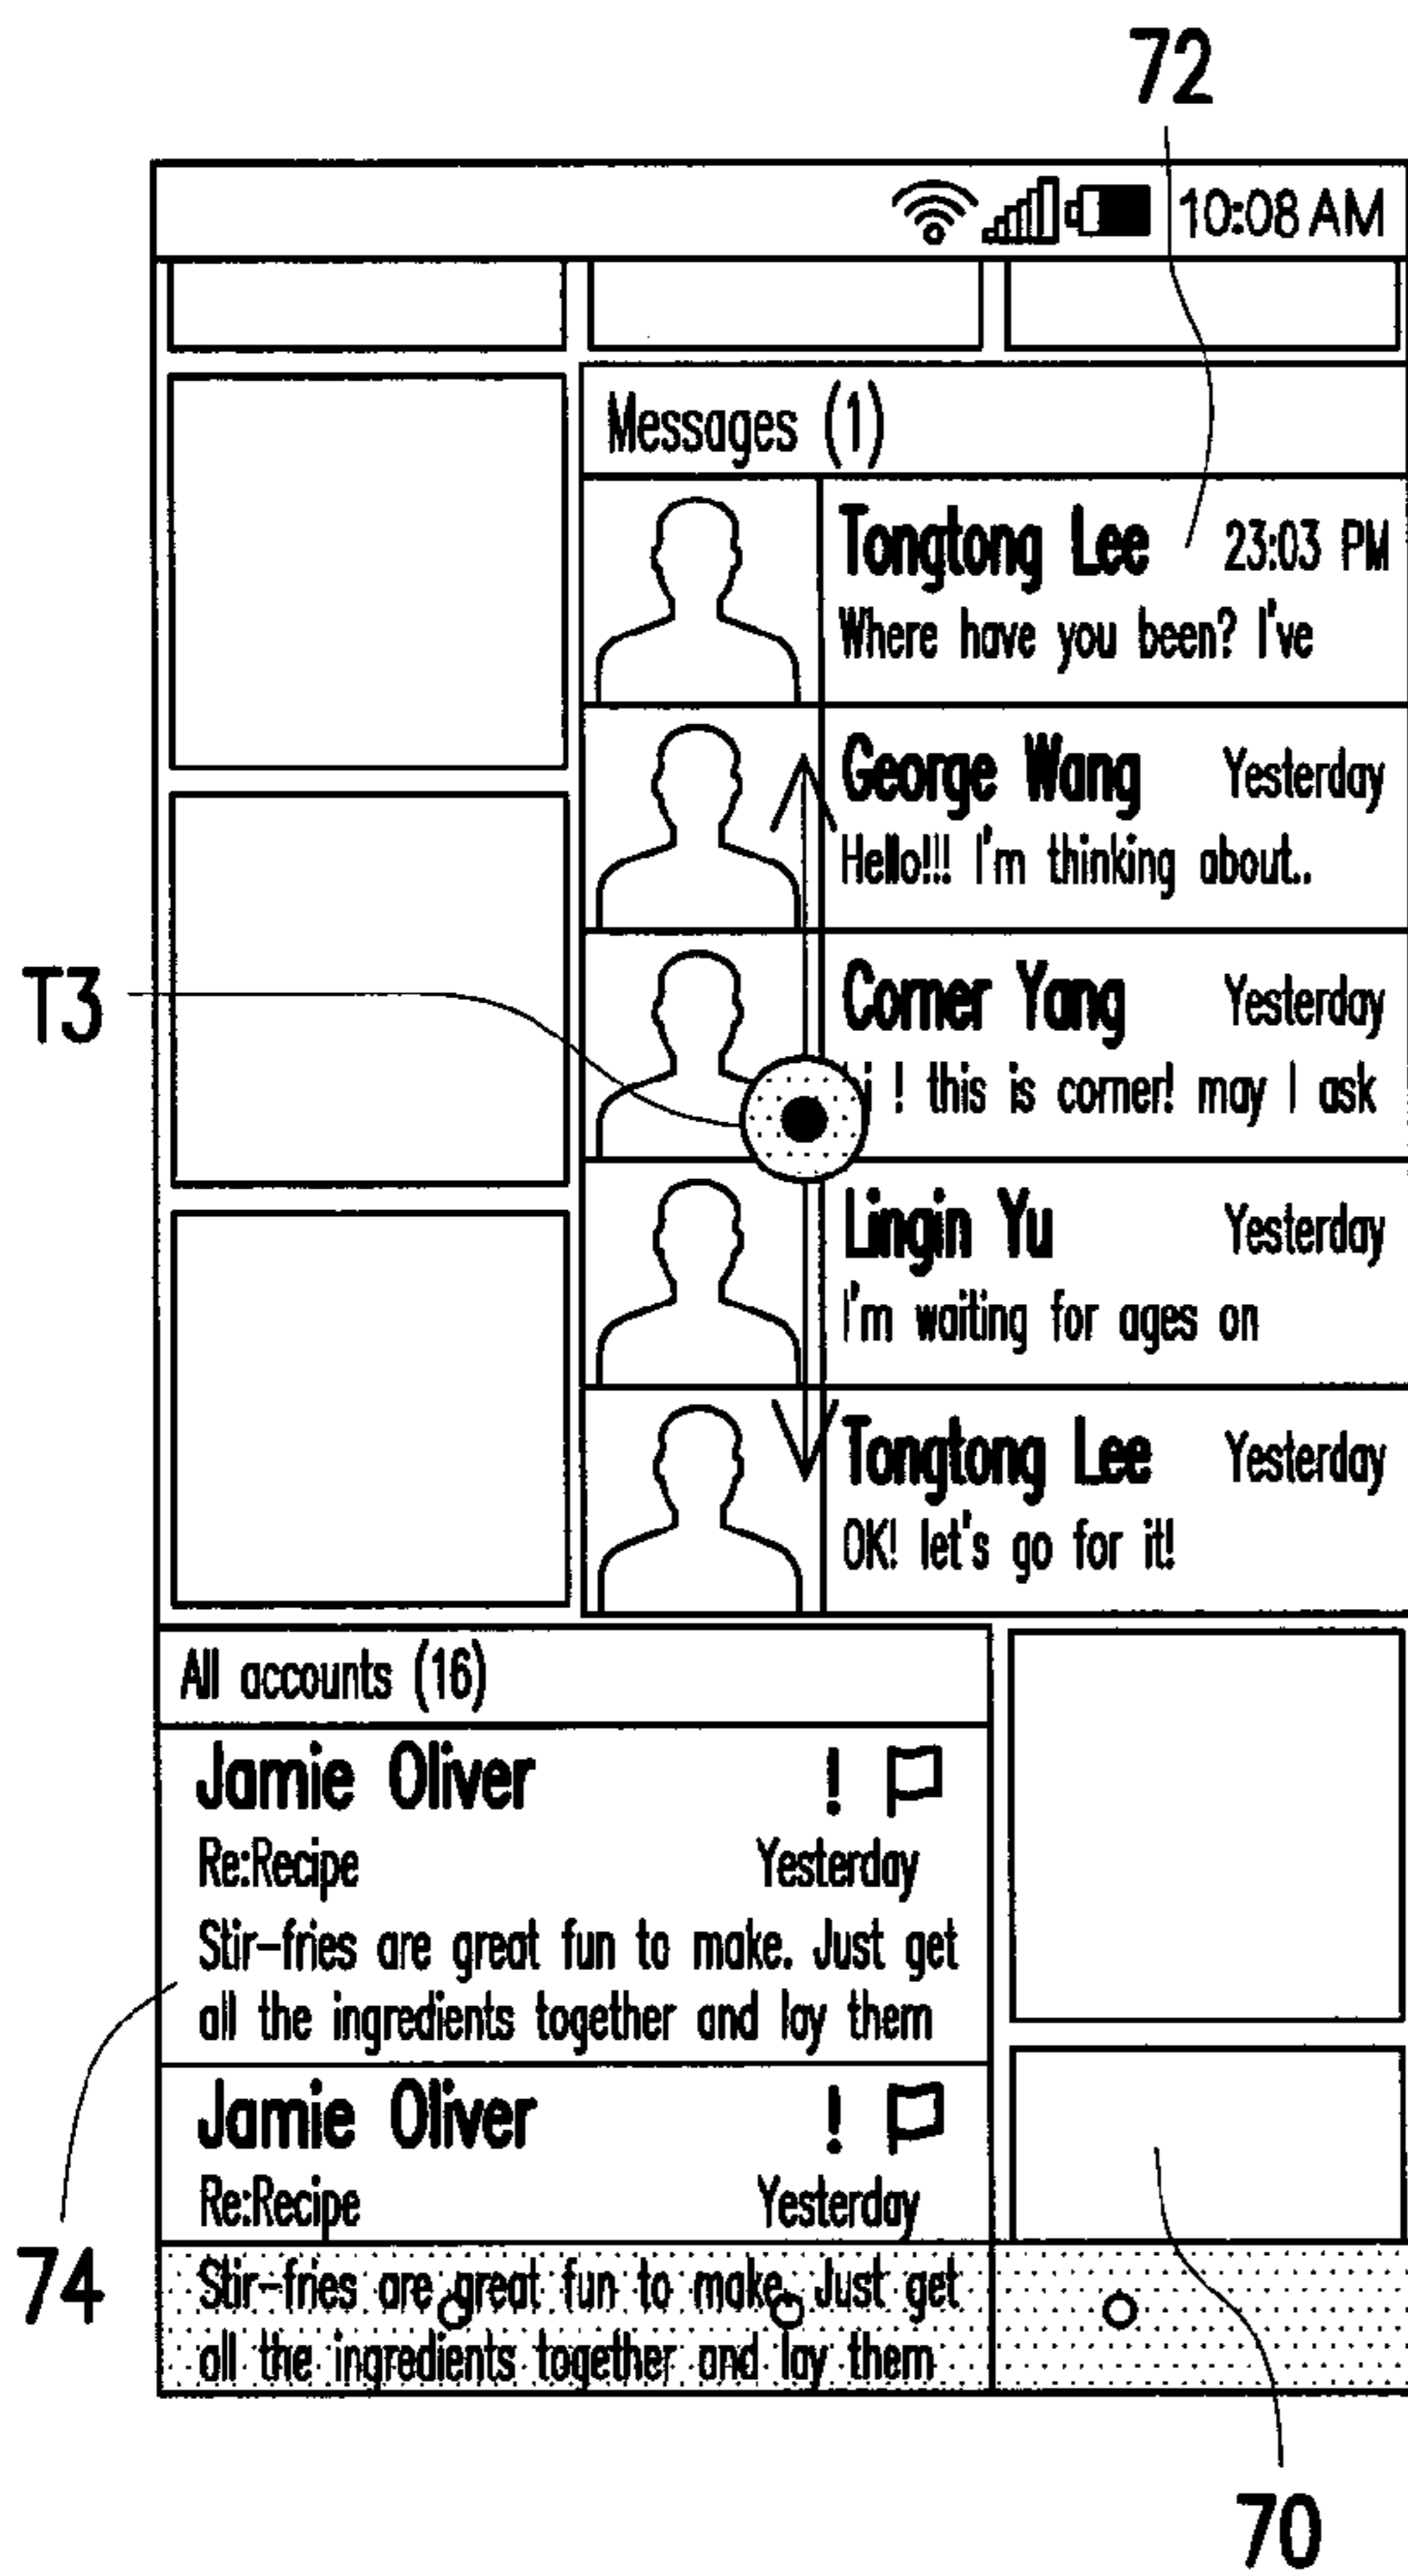 72
10:08 AM
Messages (1)
Tongtong Lee 23:03 PM
Where have you been? I've
George Wang Yesterday
Hello!!! I'm thinking about..
Corner Yang Yesterday
T3
i ! this is corner! may I ask
Lingin Yu Yesterday
I'm waiting for ages on
Tongtong Lee Yesterday
OK! let's go for it!
All accounts (16)
Jamie Oliver !
Re:Recipe Yesterday
Stir-fries are great fun to make. Just get
all the ingredients together and lay them
Jamie Oliver !
Re:Recipe Yesterday
74
Stir-fries are great fun to make. Just get
all the ingredients together and lay them
70